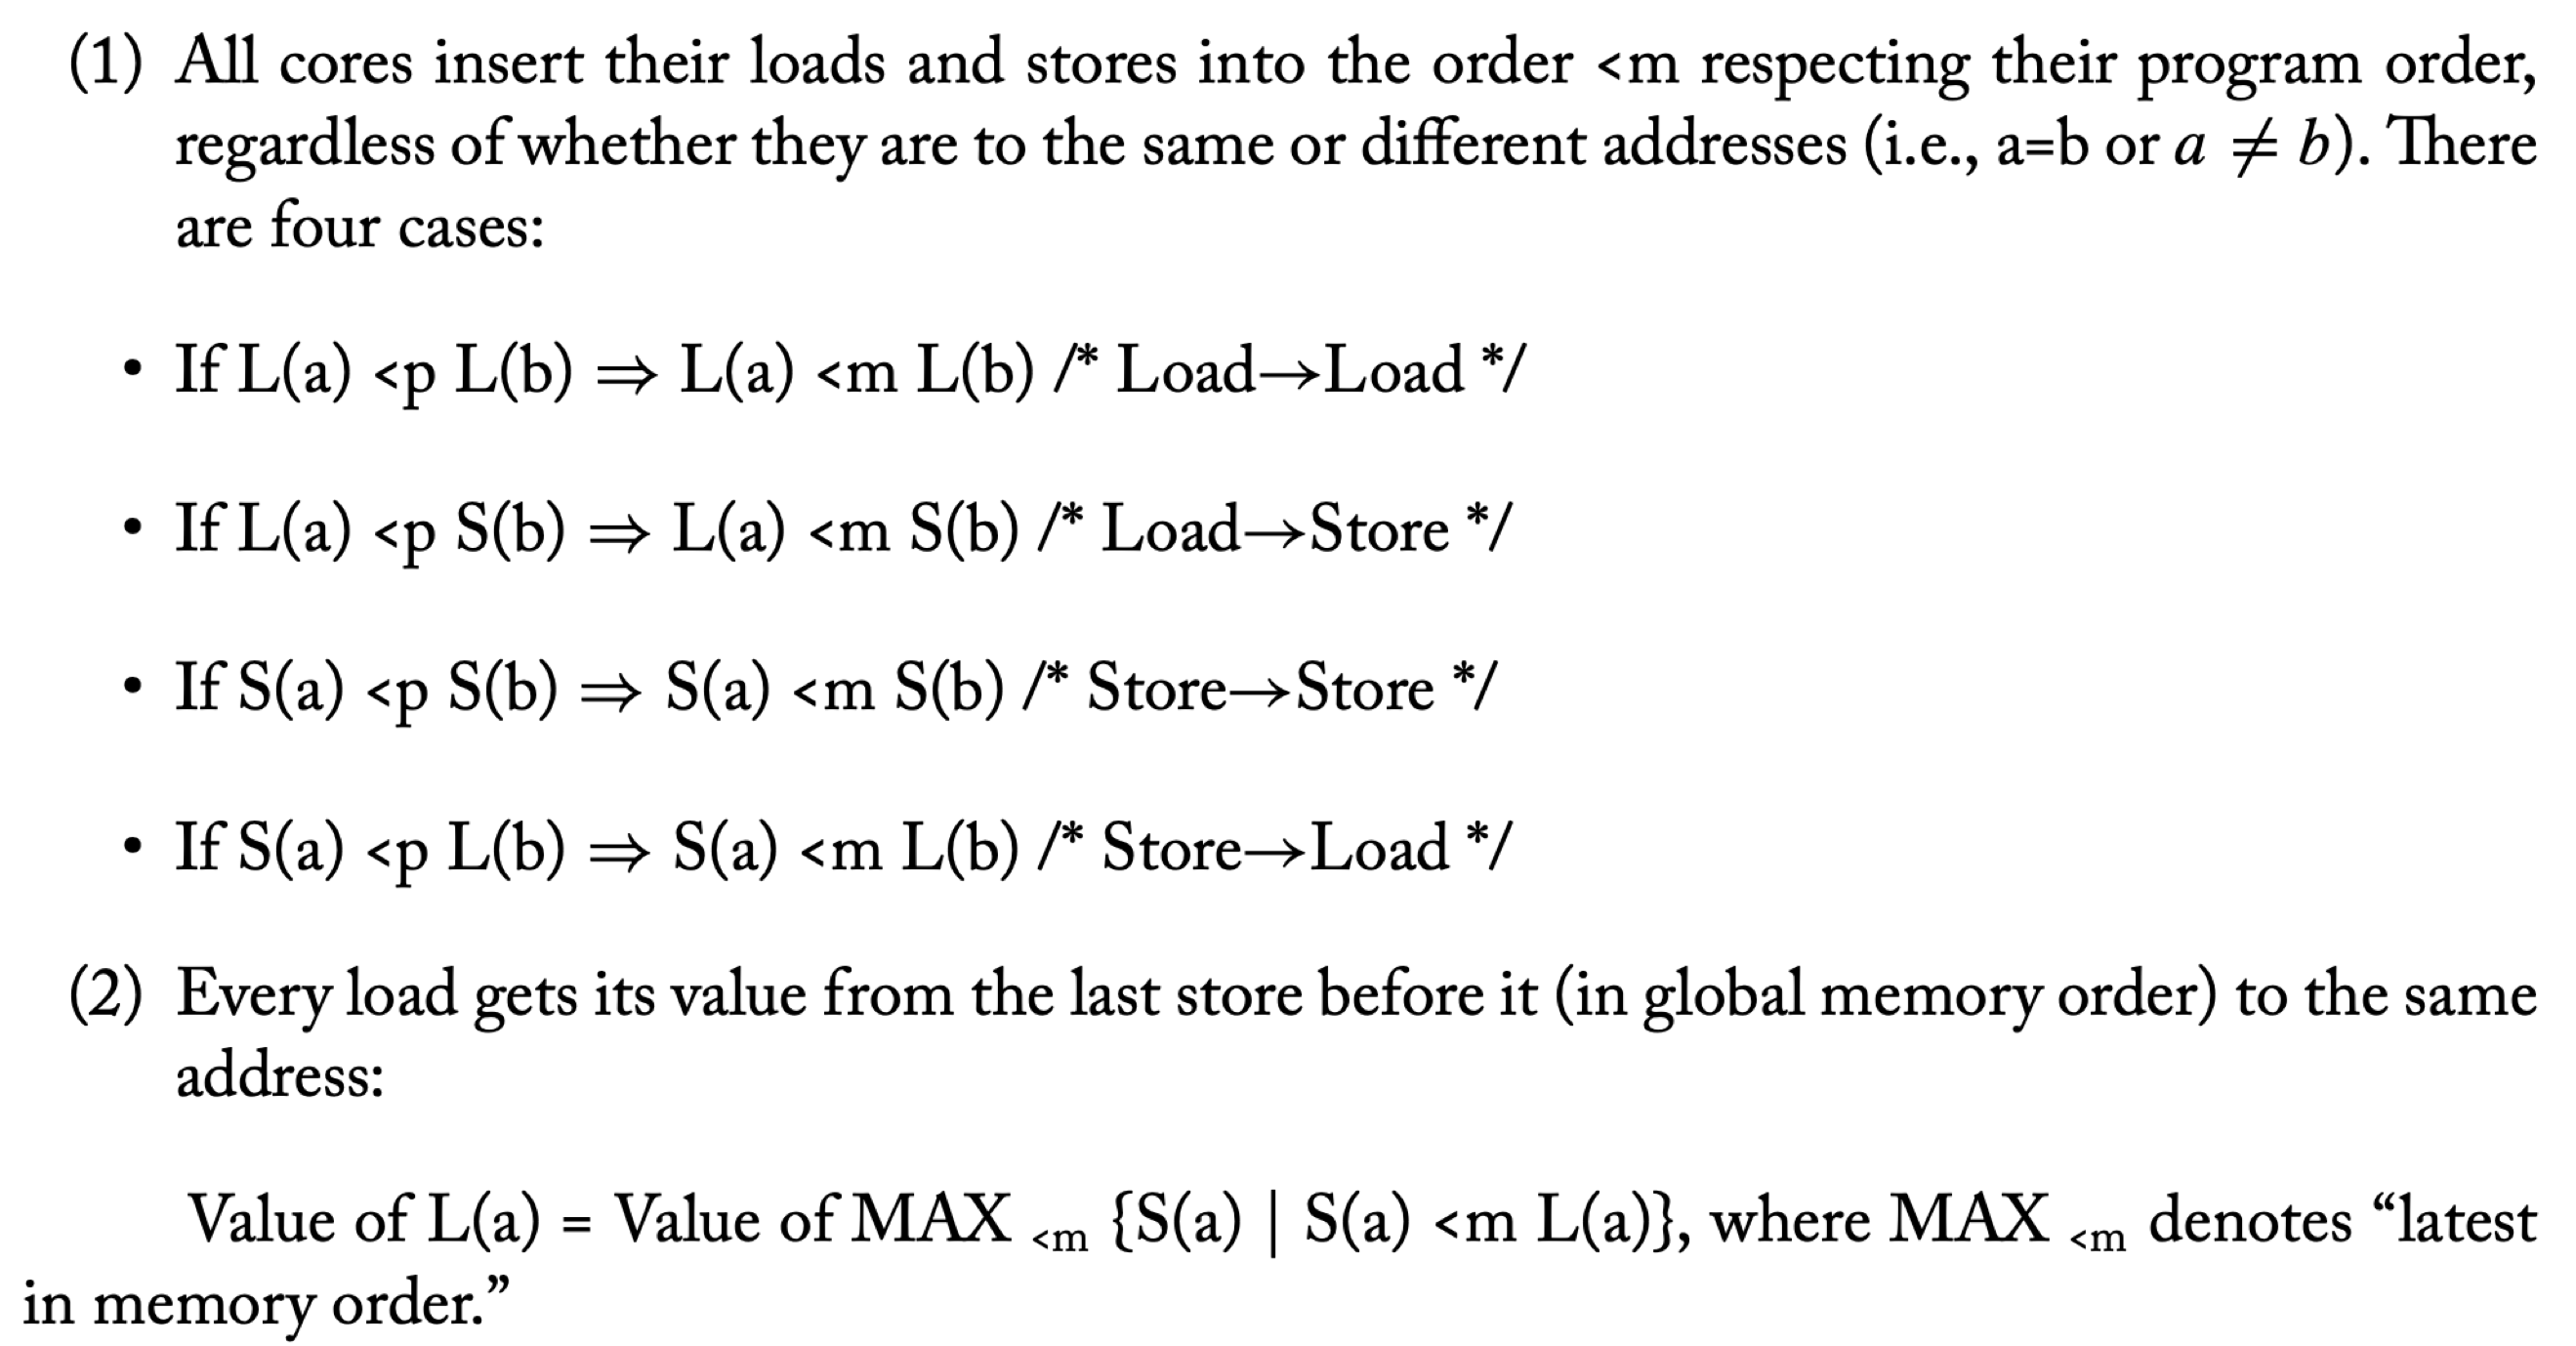 (1) All cores insert their loads and stores into the order <m respecting their program order,
regardless of whether they are to the same or different addresses (i.e., a=b or a ≠ b). There
are four cases:
• If L(a) <p L(b) ⇒ L(a) <m L(b) /* Load→Load */
• If L(a) <p S(b) ⇒ L(a) <m S(b) /* Load→Store */
• If S(a) <p S(b) ⇒ S(a) <m S(b) /* Store→Store */
• If S(a) <p L(b) ⇒ S(a) <m L(b) /* Store→Load */
(2) Every load gets its value from the last store before it (in global memory order) to the same
address:
Value of L(a) = Value of MAX <m {S(a) | S(a) <m L(a)}, where MAX <m denotes “latest
in memory order.”